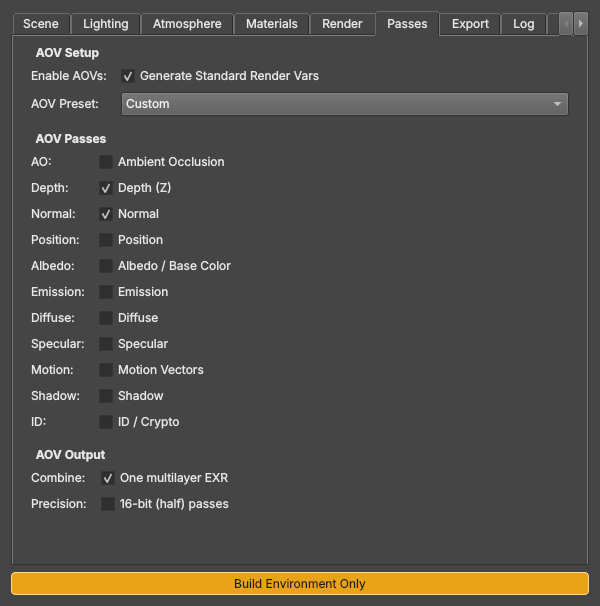 Scene Lighting Atmosphere Materials Render Passes Export Log
AOV Setup
Enable AOVs: Generate Standard Render Vars
AOV Preset: Custom
AOV Passes
AO: Ambient Occlusion
Depth: Depth (Z)
Normal: Normal
Position: Position
Albedo: Albedo / Base Color
Emission: Emission
Diffuse: Diffuse
Specular: Specular
Motion: Motion Vectors
Shadow: Shadow
ID: ID / Crypto
AOV Output
Combine: One multilayer EXR
Precision: 16-bit (half) passes
Build Environment Only